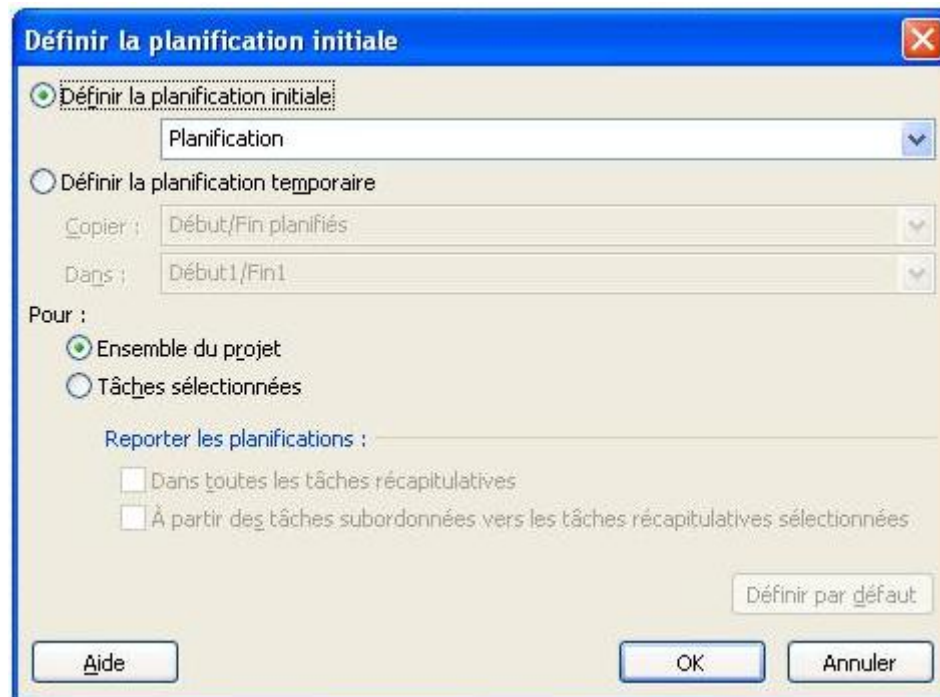 Définir la planification initiale
Définir la planification initiale
Planification
Définir la planification temporaire
Copier : Début/Fin planifiés
Dans : Début1/Fin1
Pour :
Ensemble du projet
Tâches sélectionnées
Reporter les planifications :
Dans toutes les tâches récapitulatives
À partir des tâches subordonnées vers les tâches récapitulatives sélectionnées
Définir par défaut
Aide OK Annuler